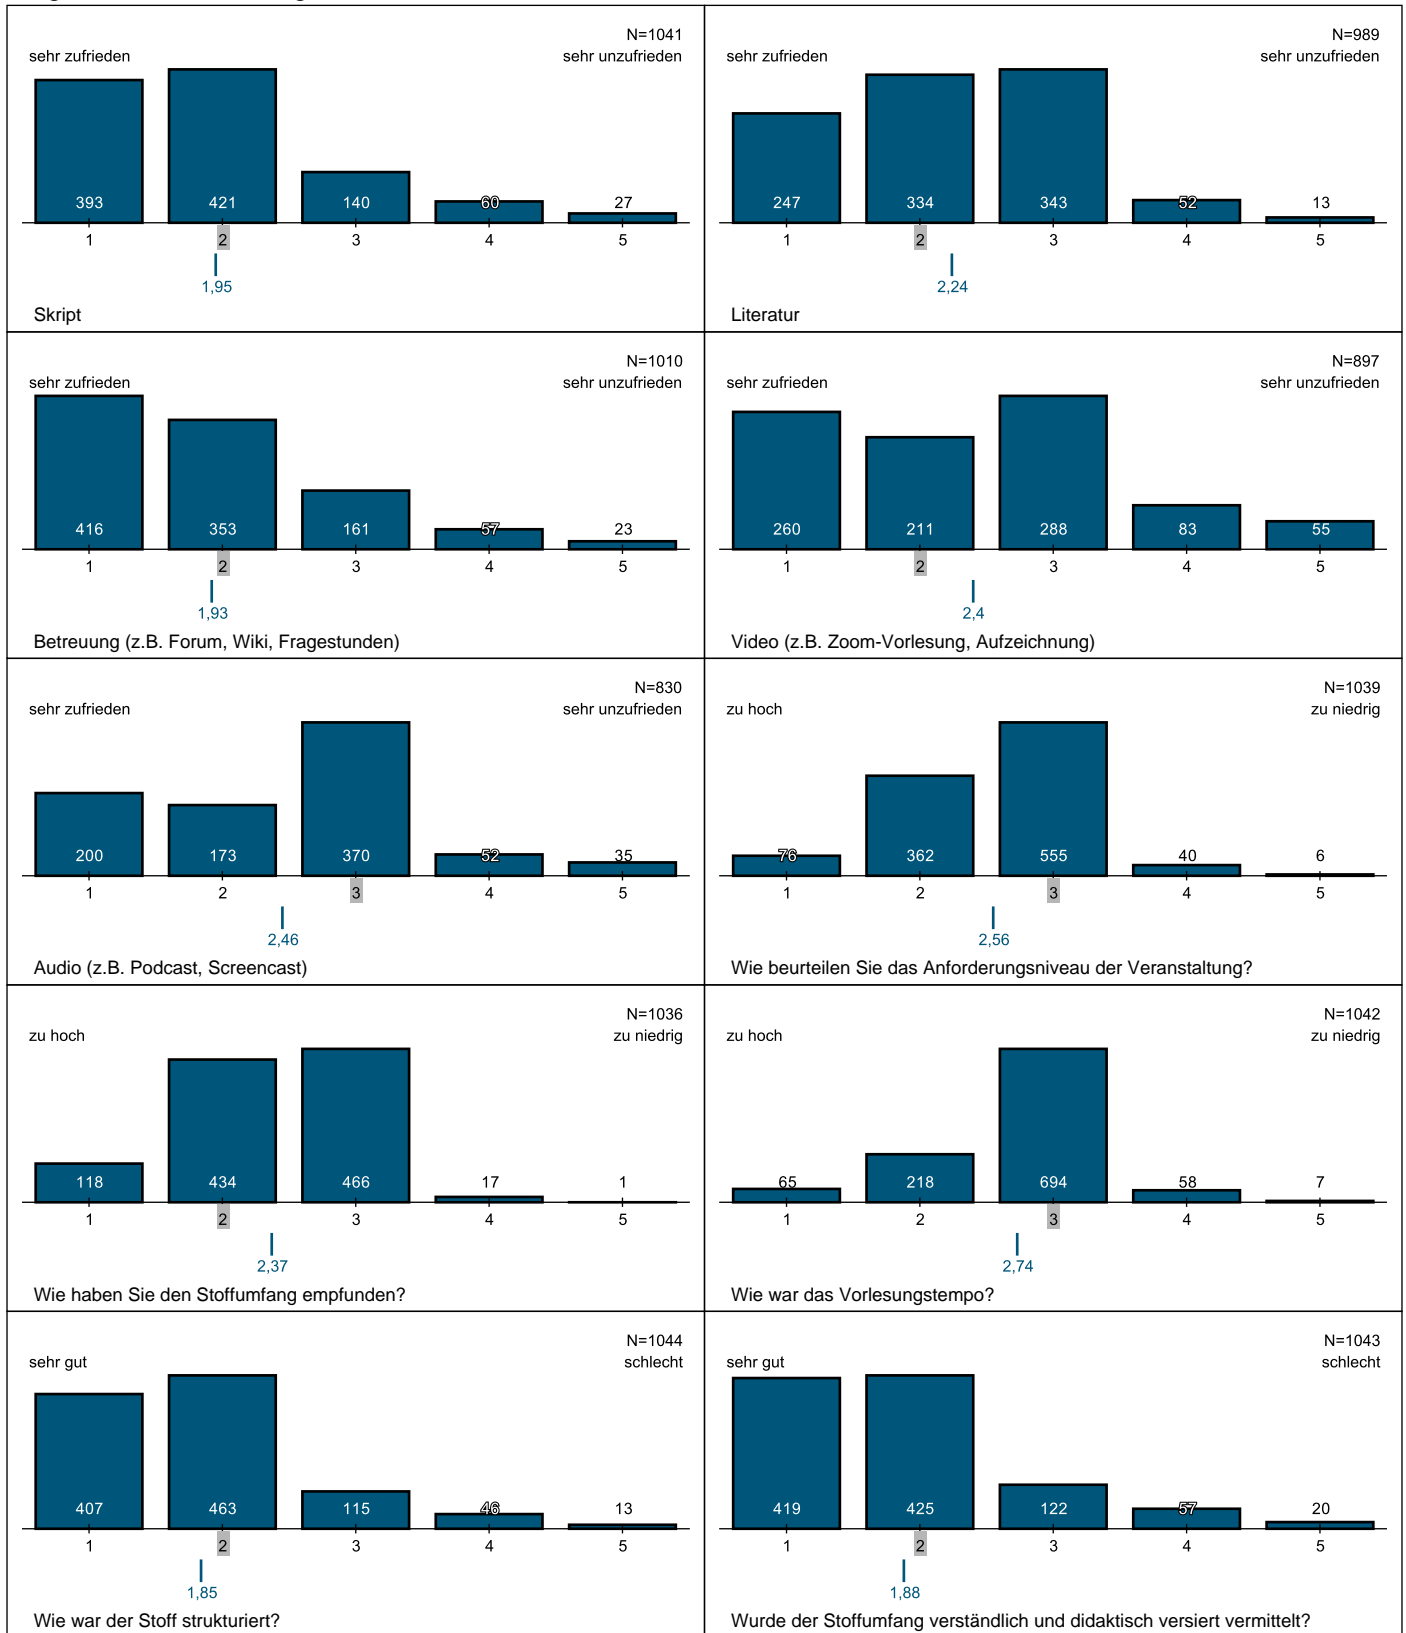 N=1041
sehr zufrieden sehr unzufrieden
393 421 140 60 27
1 2 3 4 5
1,95
Skript
N=989
sehr zufrieden sehr unzufrieden
247 334 343 52 13
1 2 3 4 5
2,24
Literatur
N=1010
sehr zufrieden sehr unzufrieden
416 353 161 57 23
1 2 3 4 5
1,93
Betreuung (z.B. Forum, Wiki, Fragestunden)
N=897
sehr zufrieden sehr unzufrieden
260 211 288 83 55
1 2 3 4 5
2,4
Video (z.B. Zoom-Vorlesung, Aufzeichnung)
N=830
sehr zufrieden sehr unzufrieden
200 173 370 52 35
1 2 3 4 5
2,46
Audio (z.B. Podcast, Screencast)
N=1039
zu hoch zu niedrig
76 362 555 40 6
1 2 3 4 5
2,56
Wie beurteilen Sie das Anforderungsniveau der Veranstaltung?
N=1036
zu hoch zu niedrig
118 434 466 17 1
1 2 3 4 5
2,37
Wie haben Sie den Stoffumfang empfunden?
N=1042
zu hoch zu niedrig
65 218 694 58 7
1 2 3 4 5
2,74
Wie war das Vorlesungstempo?
N=1044
sehr gut schlecht
407 463 115 46 13
1 2 3 4 5
1,85
Wie war der Stoff strukturiert?
N=1043
sehr gut schlecht
419 425 122 57 20
1 2 3 4 5
1,88
Wurde der Stoffumfang verständlich und didaktisch versiert vermittelt?